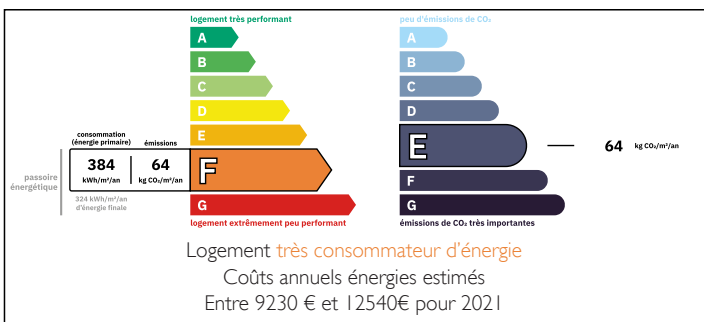 logement très performant
A
B
C
D
E
consommation
(énergie primaire)
émissions
passoire
énergétique
384
kWh/m²/an
64
kg CO₂/m²/an
F
324 kWh/m²/an
d'énergie finale
G
logement extrêmement peu performant
peu d'émissions de CO₂
A
B
C
D
E
64 kg CO₂/m²/an
F
G
émissions de CO₂ très importantes
Logement très consommateur d'énergie
Coûts annuels énergies estimés
Entre 9230 € et 12540€ pour 2021